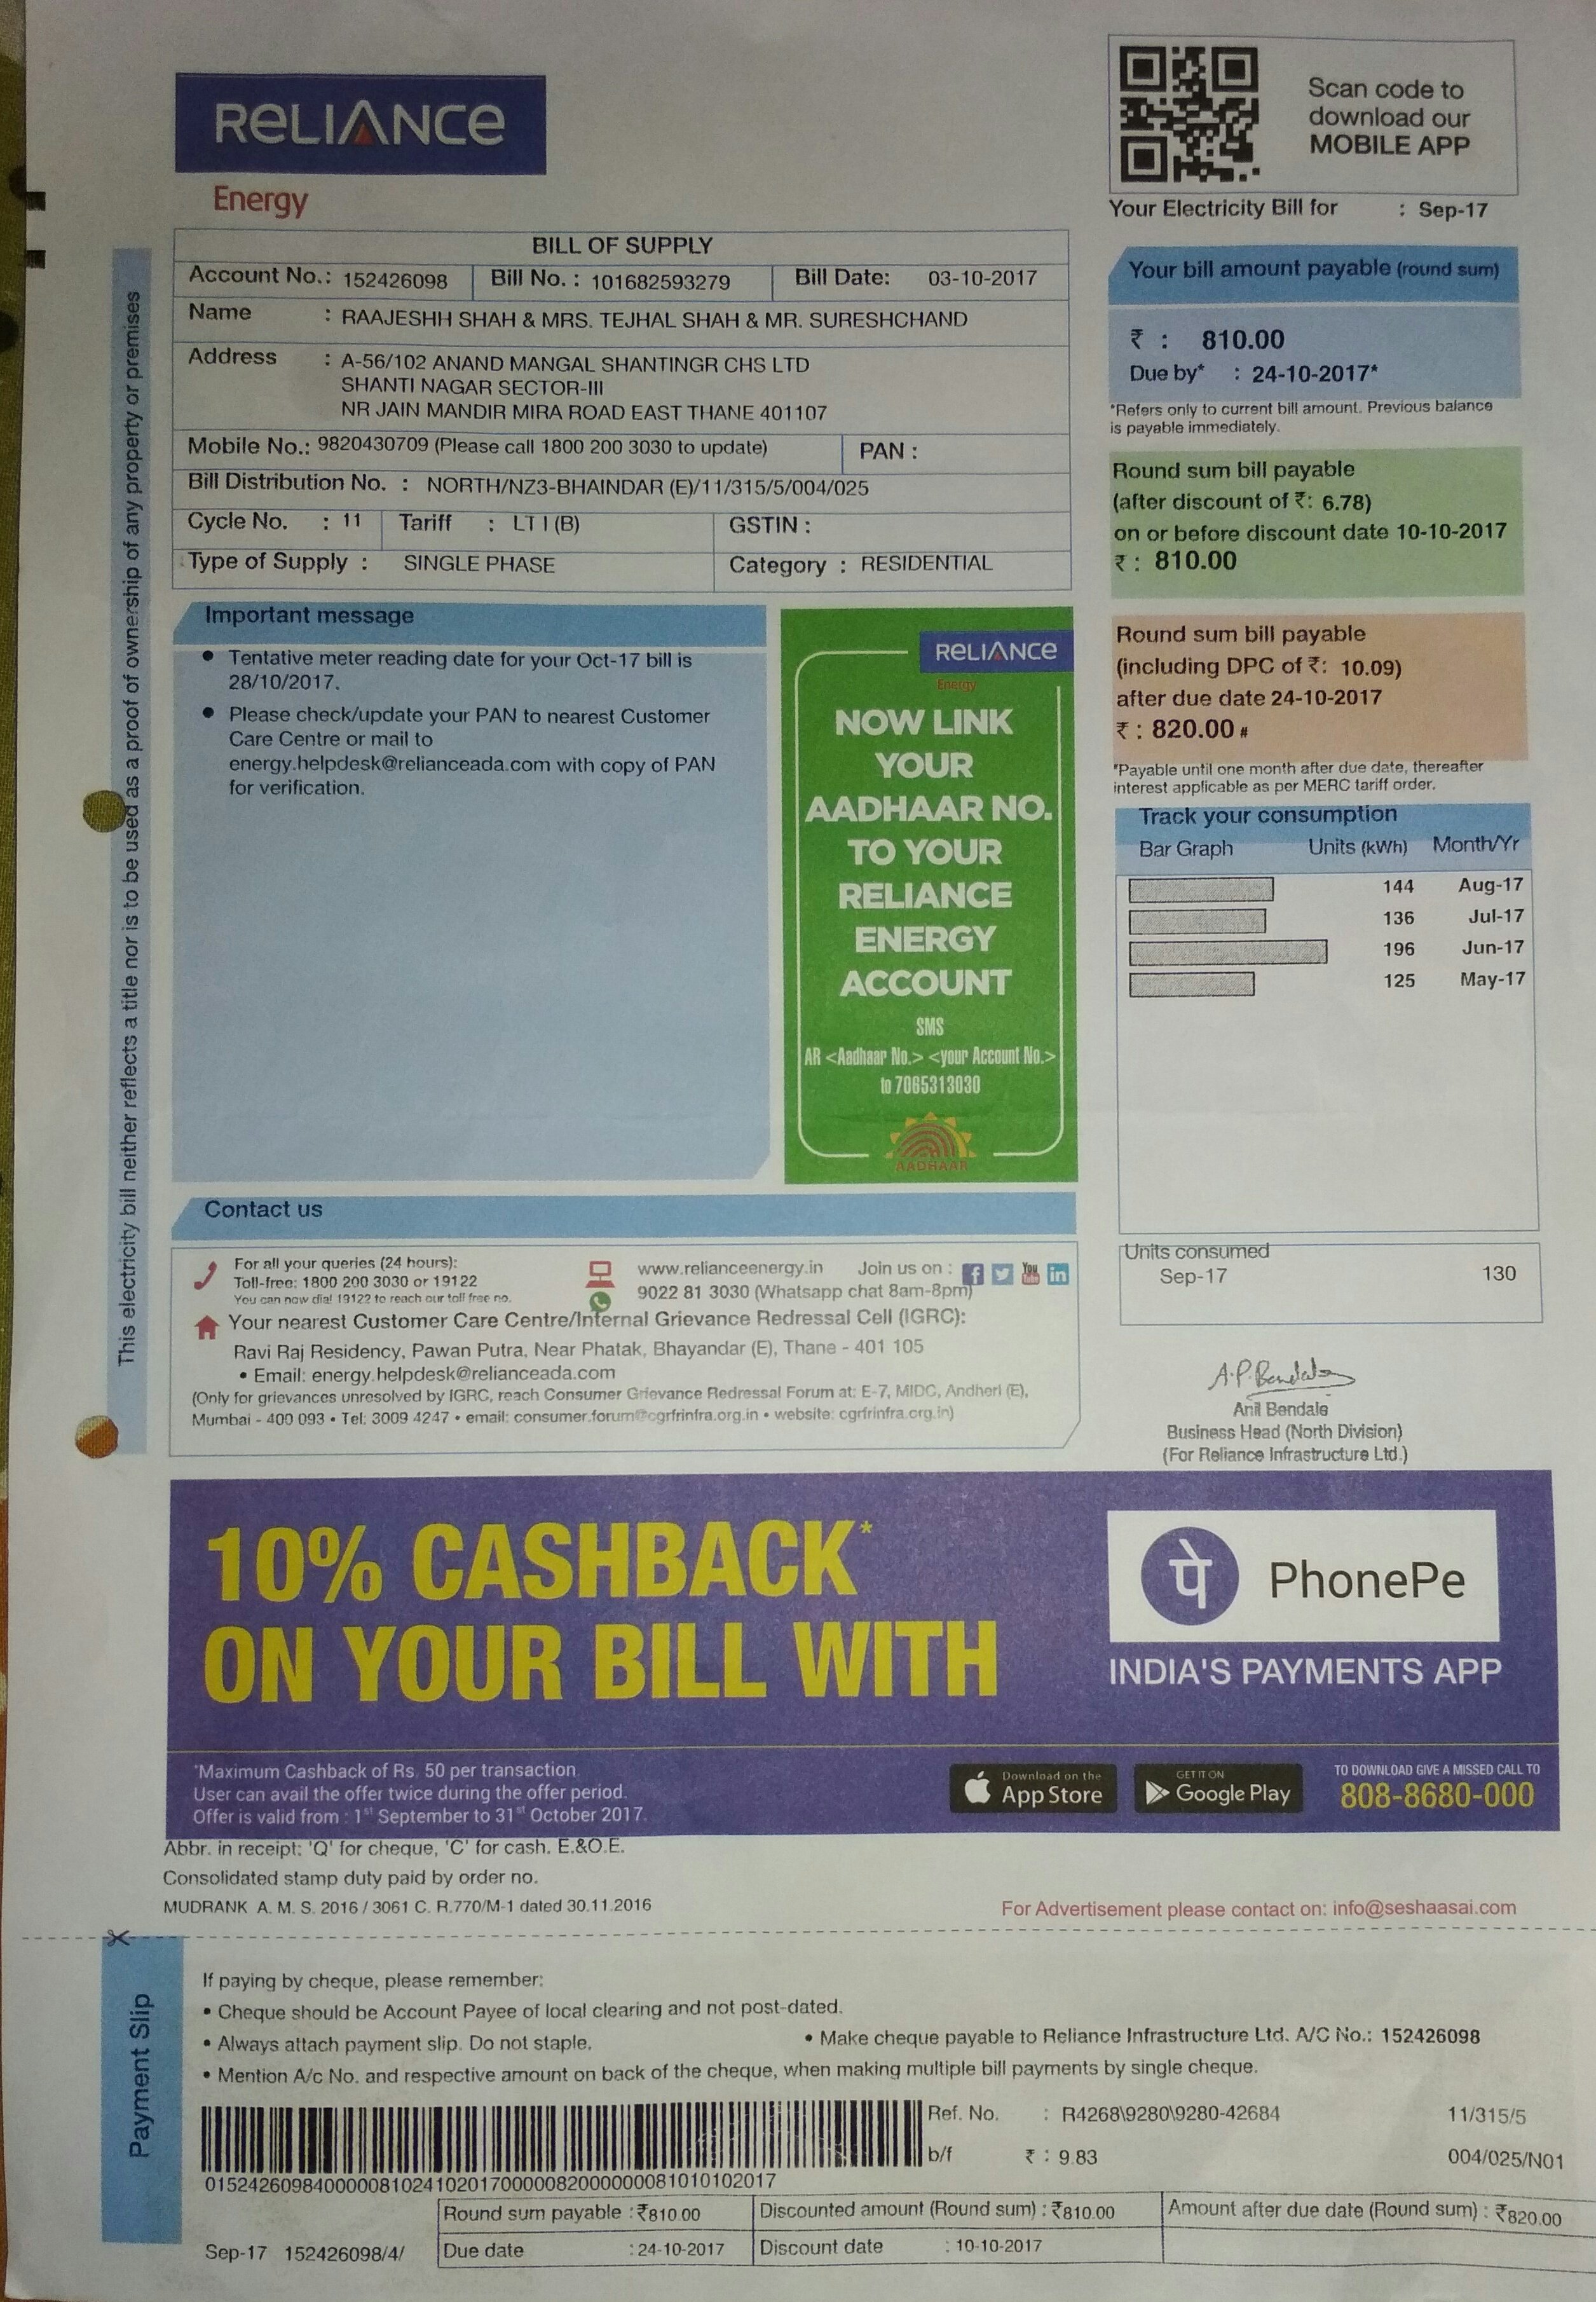 RELIANCE
Energy
Scan code to
download our
MOBILE APP
Your Electricity Bill for : Sep-17
BILL OF SUPPLY
Account No.: 152426098 Bill No. : 101682593279 Bill Date: 03-10-2017
Name : RAAJESHH SHAH & MRS. TEJHAL SHAH & MR. SURESHCHAND
Address : A-56/102 ANAND MANGAL SHANTINGR CHS LTD
SHANTI NAGAR SECTOR-III
NR JAIN MANDIR MIRA ROAD EAST THANE 401107
Mobile No.: 9820430709 (Please call 1800 200 3030 to update) PAN :
Bill Distribution No. : NORTH/NZ3-BHAINDAR (E)/11/315/5/004/025
Cycle No. : 11 Tariff : LT I (B) GSTIN :
Type of Supply : SINGLE PHASE Category : RESIDENTIAL
Your bill amount payable (round sum)
₹ : 810.00
Due by* : 24-10-2017*
*Refers only to current bill amount. Previous balance
is payable immediately.
Round sum bill payable
(after discount of ₹: 6.78)
on or before discount date 10-10-2017
₹ : 810.00
Round sum bill payable
(including DPC of ₹: 10.09)
after due date 24-10-2017
₹ : 820.00 #
*Payable until one month after due date, thereafter
interest applicable as per MERC tariff order.
This electricity bill neither reflects a title nor is to be used as a proof of ownership of any property or premises
Important message
• Tentative meter reading date for your Oct-17 bill is
28/10/2017.
• Please check/update your PAN to nearest Customer
Care Centre or mail to
energy.helpdesk@relianceada.com with copy of PAN
for verification.
RELIANCE
Energy
NOW LINK
YOUR
AADHAAR NO.
TO YOUR
RELIANCE
ENERGY
ACCOUNT
SMS
AR <Aadhaar No.> <your Account No.>
to 7065313030
AADHAAR
Track your consumption
Bar Graph Units (kWh) Month/Yr
144 Aug-17
136 Jul-17
196 Jun-17
125 May-17
Units consumed
Sep-17 130
Contact us
For all your queries (24 hours):
Toll-free: 1800 200 3030 or 19122
You can now dial 19122 to reach our toll free no.
www.relianceenergy.in Join us on : f You Tube in
9022 81 3030 (Whatsapp chat 8am-8pm)
Your nearest Customer Care Centre/Internal Grievance Redressal Cell (IGRC):
Ravi Raj Residency, Pawan Putra, Near Phatak, Bhayandar (E), Thane - 401 105
• Email: energy.helpdesk@relianceada.com
(Only for grievances unresolved by IGRC, reach Consumer Grievance Redressal Forum at: E-7, MIDC, Andheri (E),
Mumbai - 400 093 • Tel: 3009 4247 • email: consumer.forum@cgrfrinfra.org.in • website: cgrfrinfra.org.in)
A.P.Bendale
Anil Bendale
Business Head (North Division)
(For Reliance Infrastructure Ltd.)
10% CASHBACK*
ON YOUR BILL WITH
पे PhonePe
INDIA'S PAYMENTS APP
*Maximum Cashback of Rs. 50 per transaction
User can avail the offer twice during the offer period.
Offer is valid from : 1st September to 31st October 2017.
Download on the
App Store
GET IT ON
Google Play
TO DOWNLOAD GIVE A MISSED CALL TO
808-8680-000
Abbr. in receipt: 'Q' for cheque, 'C' for cash. E.&O.E.
Consolidated stamp duty paid by order no.
MUDRANK A. M. S. 2016 / 3061 C. R.770/M-1 dated 30.11.2016
For Advertisement please contact on: info@seshaasai.com
Payment Slip
If paying by cheque, please remember:
• Cheque should be Account Payee of local clearing and not post-dated.
• Always attach payment slip. Do not staple. • Make cheque payable to Reliance Infrastructure Ltd. A/C No.: 152426098
• Mention A/c No. and respective amount on back of the cheque, when making multiple bill payments by single cheque.
Ref. No. : R4268\9280\9280-42684 11/315/5
b/f ₹ : 9.83 004/025/N01
015242609840000081024102017000008200000081010102017
Round sum payable :₹810.00 Discounted amount (Round sum) : ₹810.00 Amount after due date (Round sum) : ₹820.00
Sep-17 152426098/4/ Due date : 24-10-2017 Discount date : 10-10-2017